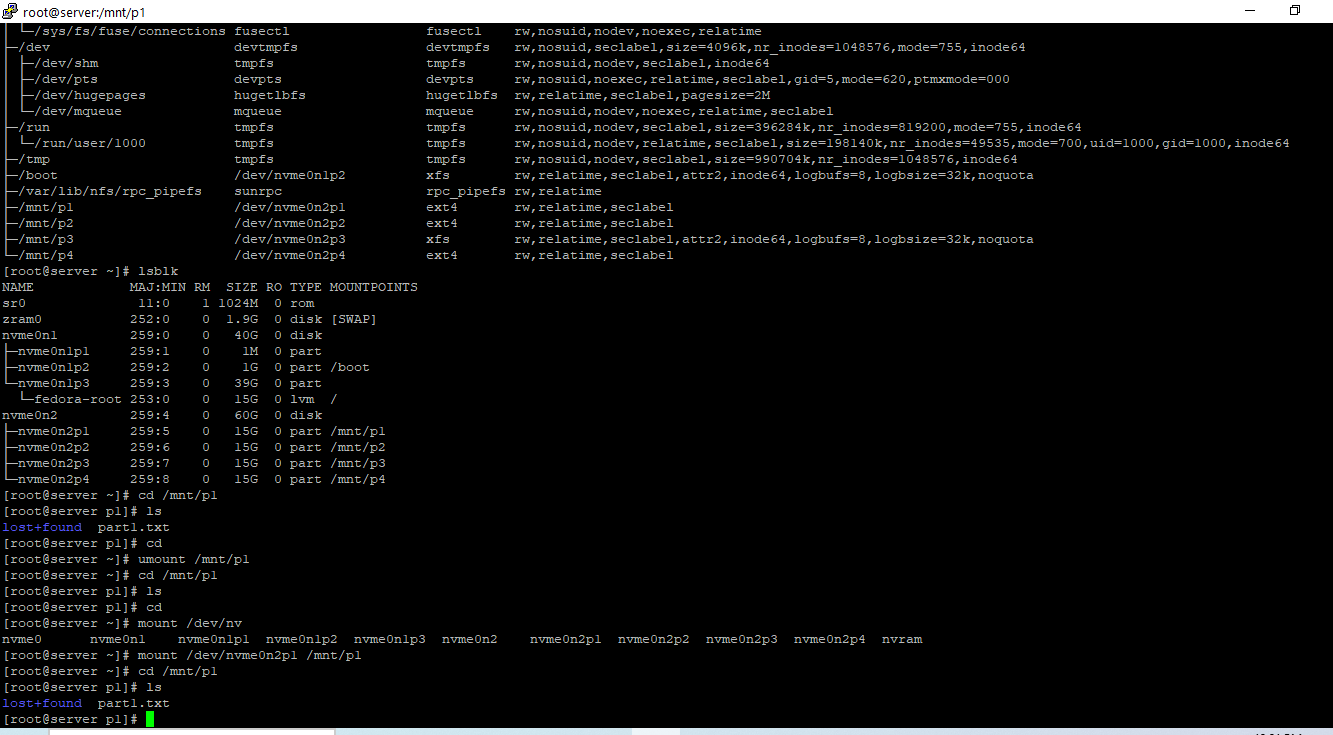 root@server:/mnt/p1
│ └─/sys/fs/fuse/connections fusectl fusectl rw,nosuid,nodev,noexec,relatime
├─/dev devtmpfs devtmpfs rw,nosuid,seclabel,size=4096k,nr_inodes=1048576,mode=755,inode64
│ ├─/dev/shm tmpfs tmpfs rw,nosuid,nodev,seclabel,inode64
│ ├─/dev/pts devpts devpts rw,nosuid,noexec,relatime,seclabel,gid=5,mode=620,ptmxmode=000
│ ├─/dev/hugepages hugetlbfs hugetlbfs rw,relatime,seclabel,pagesize=2M
│ └─/dev/mqueue mqueue mqueue rw,nosuid,nodev,noexec,relatime,seclabel
├─/run tmpfs tmpfs rw,nosuid,nodev,seclabel,size=396284k,nr_inodes=819200,mode=755,inode64
│ └─/run/user/1000 tmpfs tmpfs rw,nosuid,nodev,relatime,seclabel,size=198140k,nr_inodes=49535,mode=700,uid=1000,gid=1000,inode64
├─/tmp tmpfs tmpfs rw,nosuid,nodev,seclabel,size=990704k,nr_inodes=1048576,inode64
├─/boot /dev/nvme0n1p2 xfs rw,relatime,seclabel,attr2,inode64,logbufs=8,logbsize=32k,noquota
├─/var/lib/nfs/rpc_pipefs sunrpc rpc_pipefs rw,relatime
├─/mnt/p1 /dev/nvme0n2p1 ext4 rw,relatime,seclabel
├─/mnt/p2 /dev/nvme0n2p2 ext4 rw,relatime,seclabel
├─/mnt/p3 /dev/nvme0n2p3 xfs rw,relatime,seclabel,attr2,inode64,logbufs=8,logbsize=32k,noquota
└─/mnt/p4 /dev/nvme0n2p4 ext4 rw,relatime,seclabel
[root@server ~]# lsblk
NAME MAJ:MIN RM SIZE RO TYPE MOUNTPOINTS
sr0 11:0 1 1024M 0 rom
zram0 252:0 0 1.9G 0 disk [SWAP]
nvme0n1 259:0 0 40G 0 disk
├─nvme0n1p1 259:1 0 1M 0 part
├─nvme0n1p2 259:2 0 1G 0 part /boot
└─nvme0n1p3 259:3 0 39G 0 part
└─fedora-root 253:0 0 15G 0 lvm /
nvme0n2 259:4 0 60G 0 disk
├─nvme0n2p1 259:5 0 15G 0 part /mnt/p1
├─nvme0n2p2 259:6 0 15G 0 part /mnt/p2
├─nvme0n2p3 259:7 0 15G 0 part /mnt/p3
└─nvme0n2p4 259:8 0 15G 0 part /mnt/p4
[root@server ~]# cd /mnt/p1
[root@server p1]# ls
lost+found part1.txt
[root@server p1]# cd
[root@server ~]# umount /mnt/p1
[root@server ~]# cd /mnt/p1
[root@server p1]# ls
[root@server p1]# cd
[root@server ~]# mount /dev/nv
nvme0 nvme0n1 nvme0n1p1 nvme0n1p2 nvme0n1p3 nvme0n2 nvme0n2p1 nvme0n2p2 nvme0n2p3 nvme0n2p4 nvram
[root@server ~]# mount /dev/nvme0n2p1 /mnt/p1
[root@server ~]# cd /mnt/p1
[root@server p1]# ls
lost+found part1.txt
[root@server p1]#